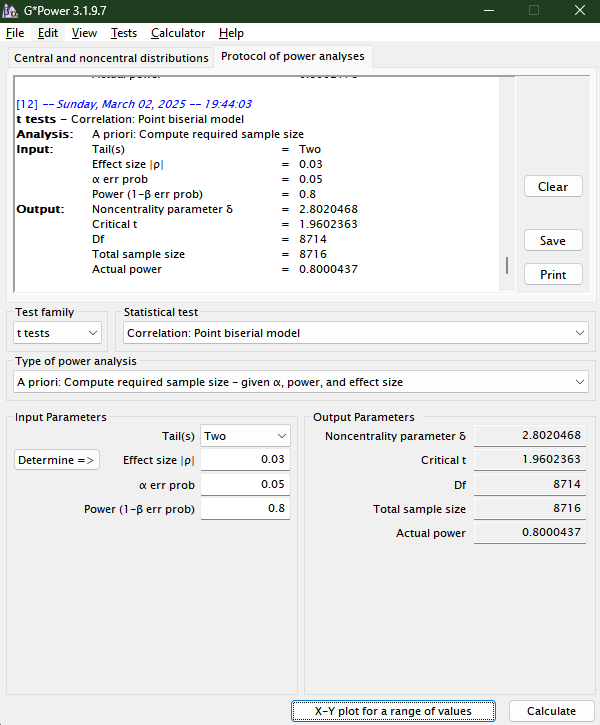 G*Power 3.1.9.7
File Edit View Tests Calculator Help
Central and noncentral distributions Protocol of power analyses
[12] -- Sunday, March 02, 2025 -- 19:44:03
t tests – Correlation: Point biserial model
Analysis: A priori: Compute required sample size
Input: Tail(s) = Two
Effect size |ρ| = 0.03
α err prob = 0.05
Power (1-β err prob) = 0.8
Output: Noncentrality parameter δ = 2.8020468
Critical t = 1.9602363
Df = 8714
Total sample size = 8716
Actual power = 0.8000437
Clear
Save
Print
Test family Statistical test
t tests Correlation: Point biserial model
Type of power analysis
A priori: Compute required sample size – given α, power, and effect size
Input Parameters
Tail(s) Two
Determine => Effect size |ρ| 0.03
α err prob 0.05
Power (1-β err prob) 0.8
Output Parameters
Noncentrality parameter δ 2.8020468
Critical t 1.9602363
Df 8714
Total sample size 8716
Actual power 0.8000437
X-Y plot for a range of values Calculate